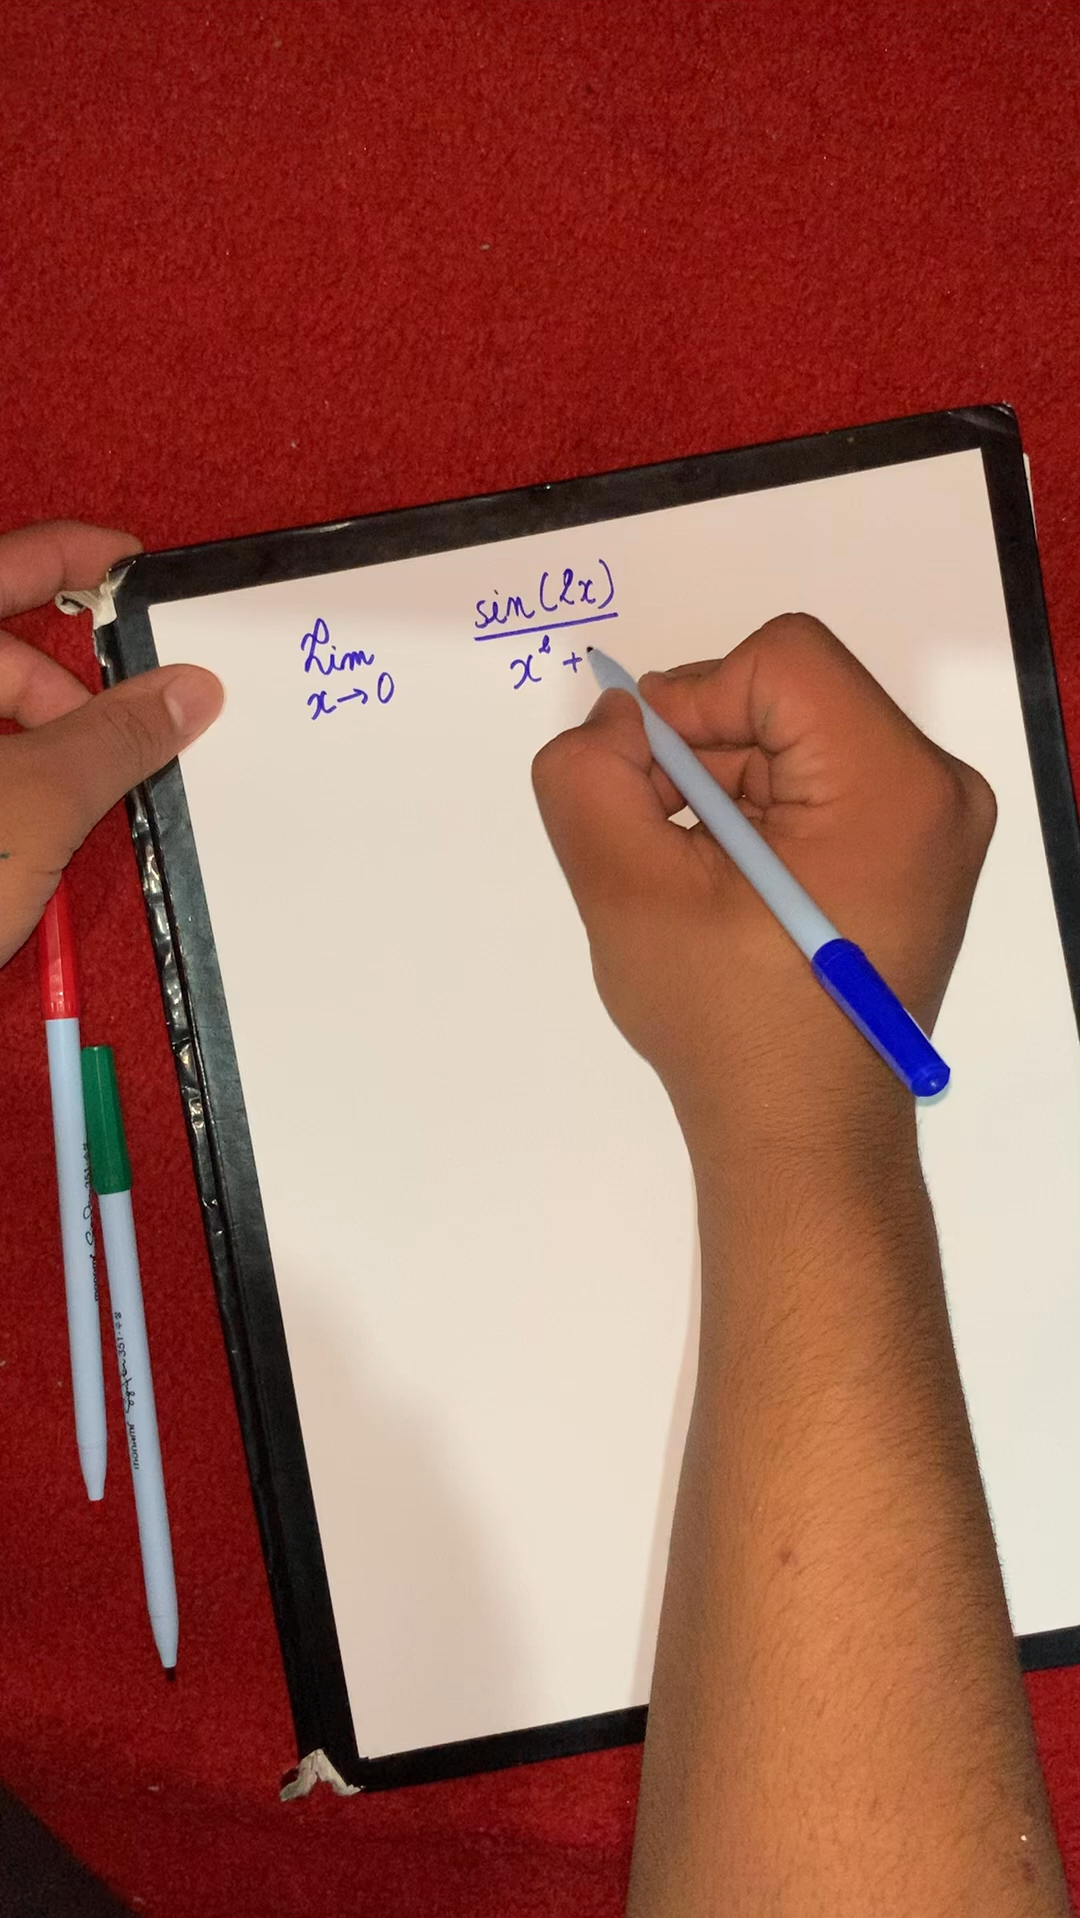 Lim x→0 sin(2x) / x² +